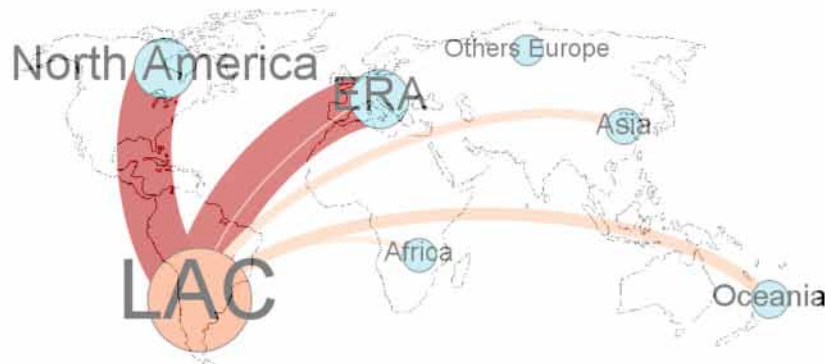 North America
ERA
Others Europe
Asia
LAC
Africa
Oceania